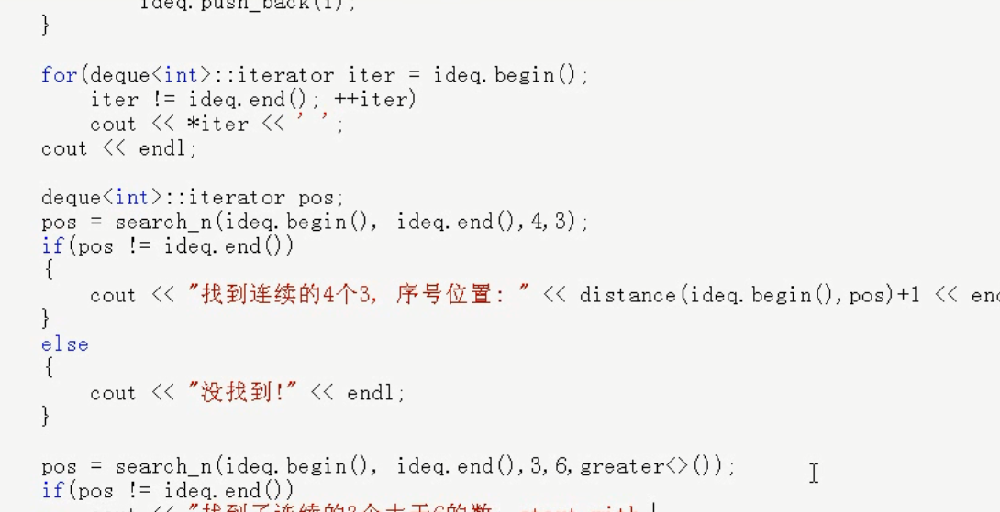 ideq.push_back(1);
}
for(deque<int>::iterator iter = ideq.begin();
iter != ideq.end(); ++iter)
cout << *iter << ' ';
cout << endl;
deque<int>::iterator pos;
pos = search_n(ideq.begin(), ideq.end(),4,3);
if(pos != ideq.end())
{
cout << "找到连续的4个3, 序号位置: " << distance(ideq.begin(),pos)+1 << end
}
else
{
cout << "没找到!" << endl;
}
pos = search_n(ideq.begin(), ideq.end(),3,6,greater<>());
if(pos != ideq.end())
cout << "找到了连续的3个大于6的数, start with